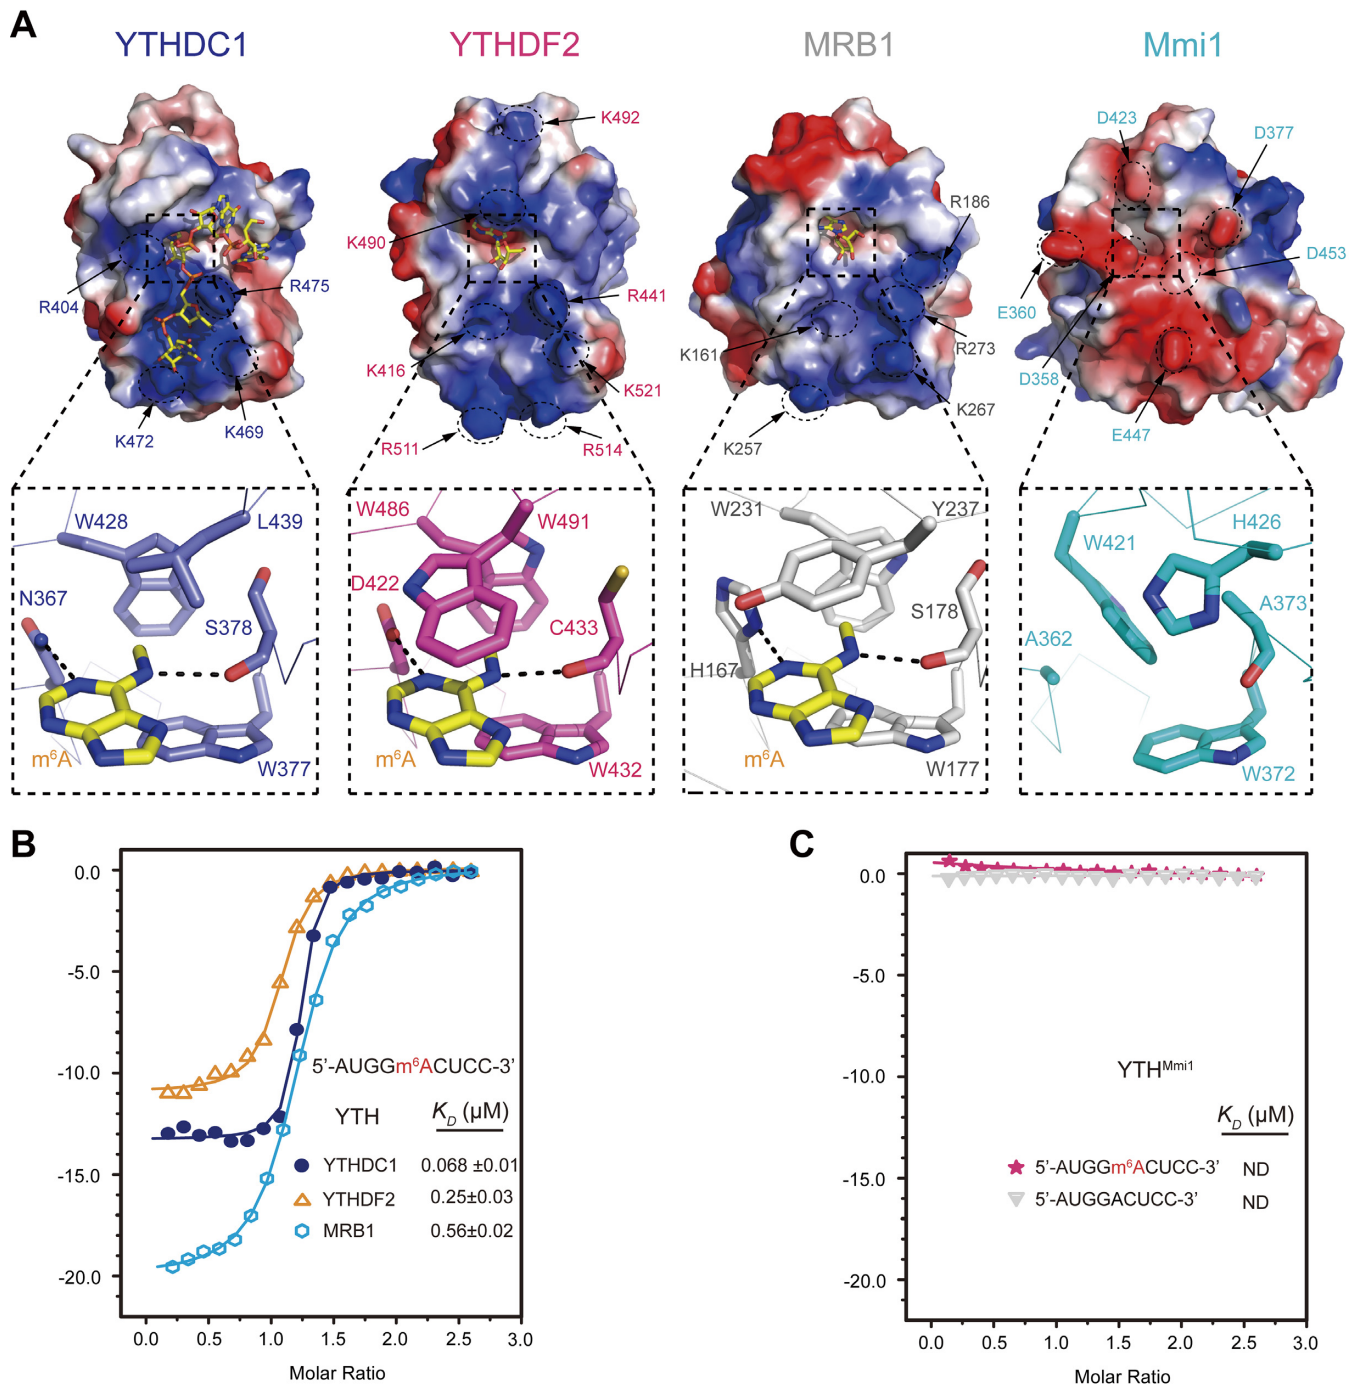 A
YTHDC1
YTHDF2
MRB1
Mmi1
R404
R475
K472
K469
K492
K490
R441
K416
K521
R511
R514
R186
K161
R273
K267
K257
D423
D377
D453
E360
D358
E447
W428
L439
N367
S378
m⁶A
W377
W486
W491
D422
C433
m⁶A
W432
W231
Y237
S178
H167
m⁶A
W177
H426
W421
A373
A362
W372
B
0.0
-5.0
-10.0
-15.0
-20.0
5’-AUGGm⁶ACUCC-3’
YTH K_D (µM)
YTHDC1 0.068 ±0.01
YTHDF2 0.25±0.03
MRB1 0.56±0.02
0.0 0.5 1.0 1.5 2.0 2.5 3.0
Molar Ratio
C
0.0
-5.0
-10.0
-15.0
-20.0
YTH^Mmi1
K_D (µM)
5’-AUGGm⁶ACUCC-3’ ND
5’-AUGGACUCC-3’ ND
0.0 0.5 1.0 1.5 2.0 2.5 3.0
Molar Ratio